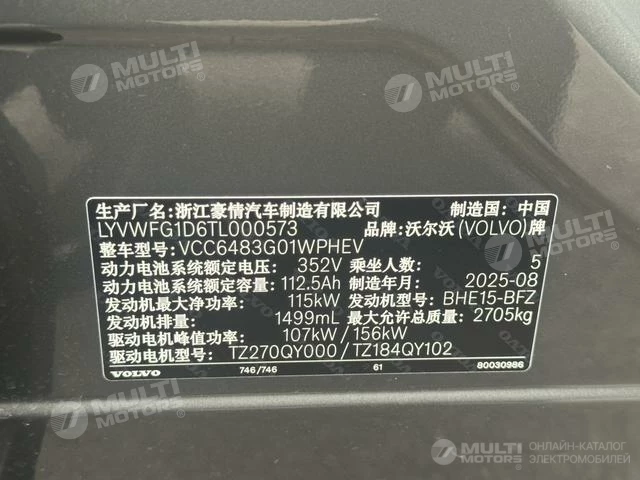 MULTI MOTORS
MULTI MOTORS
生产厂名: 浙江豪情汽车制造有限公司 制造国: 中国
LYVWFG1D6TL000573 品牌: 沃尔沃(VOLVO)牌
整车型号: VCC6483G01WPHEV
动力电池系统额定电压: 352V 乘坐人数: 5
动力电池系统额定容量: 112.5Ah 制造年月: 2025-08
发动机最大净功率: 115kW 发动机型号: BHE15-BFZ
发动机排量: 1499mL 最大允许总质量: 2705kg
驱动电机峰值功率: 107kW/156kW
驱动电机型号: TZ270QY000/TZ184QY102
VOLVO 746/746 61 80030986
MULTI MOTORS
MULTI MOTORS
ОНЛАЙН-КАТАЛОГ
ЭЛЕКТРОМОБИЛЕЙ